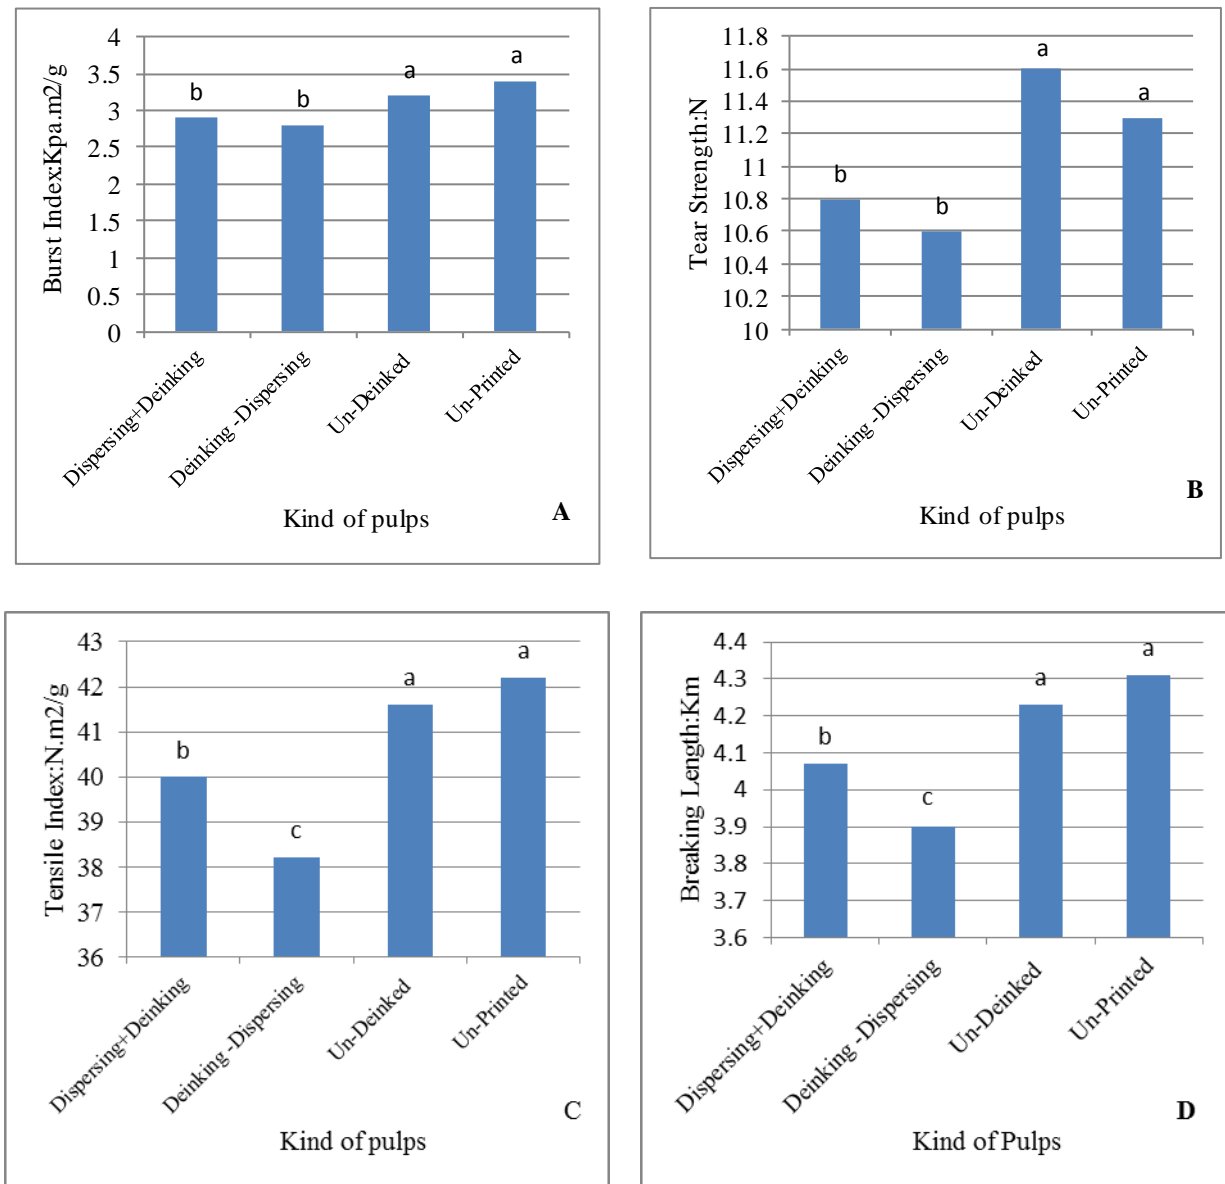 4
3.5
3
2.5
2
1.5
1
0.5
0
Burst Index:Kpa.m2/g
b
b
a
a
Dispersing+Deinking
Deinking -Dispersing
Un-Deinked
Un-Printed
Kind of pulps
A
11.8
11.6
11.4
11.2
11
10.8
10.6
10.4
10.2
10
Tear Strength:N
b
b
a
a
Dispersing+Deinking
Deinking -Dispersing
Un-Deinked
Un-Printed
Kind of pulps
B
43
42
41
40
39
38
37
36
Tensile Index:N.m2/g
b
c
a
a
Dispersing+Deinking
Deinking -Dispersing
Un-Deinked
Un-Printed
Kind of pulps
C
4.4
4.3
4.2
4.1
4
3.9
3.8
3.7
3.6
Breaking Length:Km
b
c
a
a
Dispersing+Deinking
Deinking -Dispersing
Un-Deinked
Un-Printed
Kind of Pulps
D